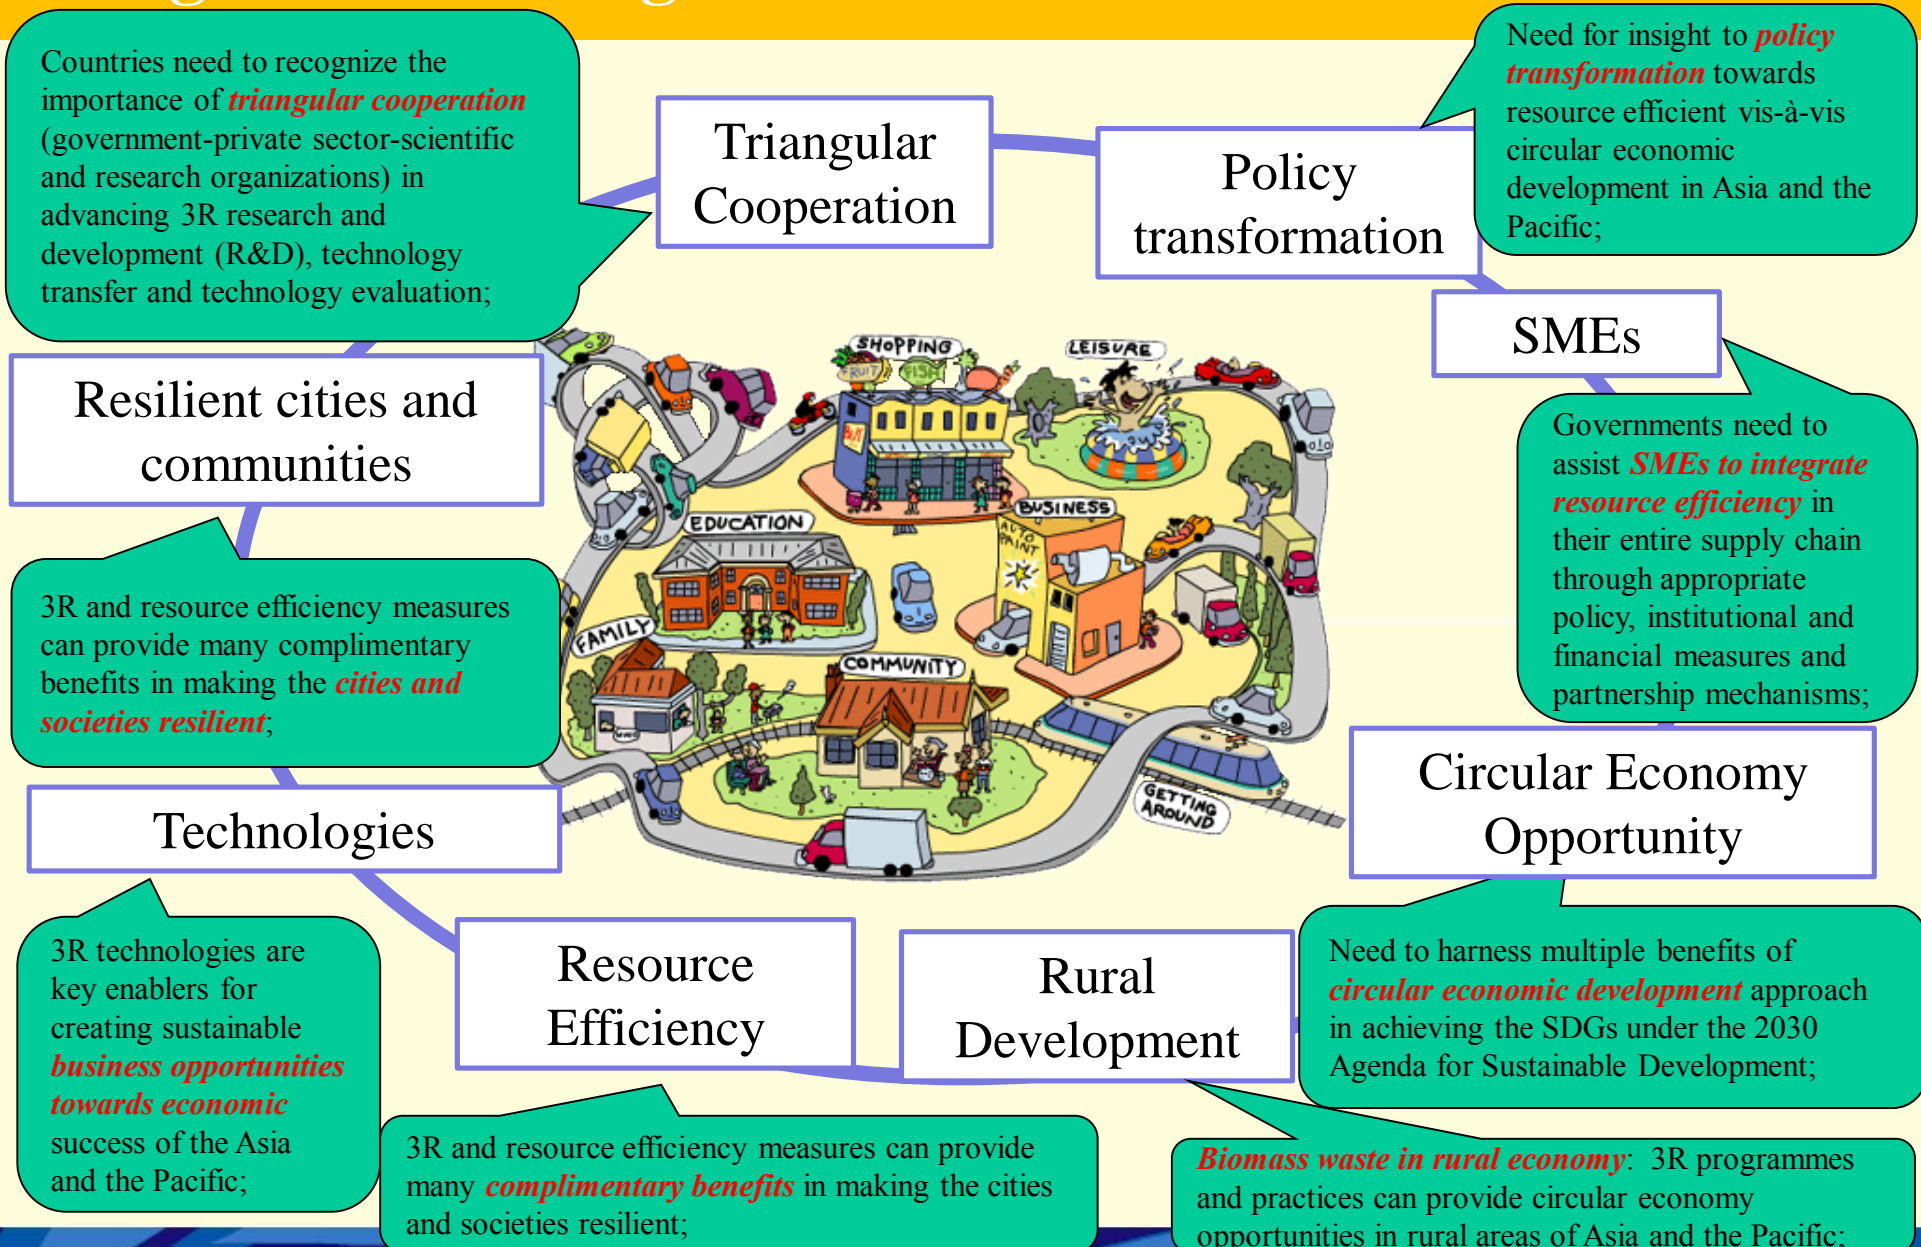 Countries need to recognize the
importance of triangular cooperation
(government-private sector-scientific
and research organizations) in
advancing 3R research and
development (R&D), technology
transfer and technology evaluation;
Triangular
Cooperation
Policy
transformation
Need for insight to policy
transformation towards
resource efficient vis-à-vis
circular economic
development in Asia and the
Pacific;
SMEs
Governments need to
assist SMEs to integrate
resource efficiency in
their entire supply chain
through appropriate
policy, institutional and
financial measures and
partnership mechanisms;
Resilient cities and
communities
3R and resource efficiency measures
can provide many complimentary
benefits in making the cities and
societies resilient;
SHOPPING
FRUIT
FISH
BUY
LEISURE
EDUCATION
BUSINESS
AUTO
PAINT
FAMILY
COMMUNITY
GETTING
AROUND
Circular Economy
Opportunity
Need to harness multiple benefits of
circular economic development approach
in achieving the SDGs under the 2030
Agenda for Sustainable Development;
Technologies
3R technologies are
key enablers for
creating sustainable
business opportunities
towards economic
success of the Asia
and the Pacific;
Resource
Efficiency
3R and resource efficiency measures can provide
many complimentary benefits in making the cities
and societies resilient;
Rural
Development
Biomass waste in rural economy: 3R programmes
and practices can provide circular economy
opportunities in rural areas of Asia and the Pacific;